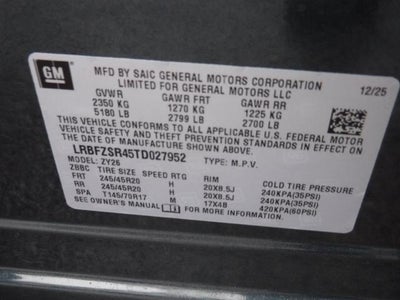 GM
12/25
MFD BY SAIC GENERAL MOTORS CORPORATION
LIMITED FOR GENERAL MOTORS LLC
GVWR GAWR FRT GAWR RR
2350 KG 1270 KG 1225 KG
5180 LB 2799 LB 2700 LB
THIS VEHICLE CONFORMS TO ALL APPLICABLE U.S. FEDERAL
MOTOR VEHICLE SAFETY, BUMPER, AND THEFT
PREVENTION STANDARDS IN EFFECT ON THE DATE
OF MANUFACTURE SHOWN ABOVE.
LRBFZSR45TD027952 TYPE: M.P.V.
MODEL: ZY26
ZBBC TIRE SIZE SPEED RTG RIM COLD TIRE PRESSURE
FRT 245/45R20 H 20X8.5J 240KPA(35PSI)
RR 245/45R20 H 20X8.5J 240KPA(35PSI)
SPA T145/70R17 M 17X4B 420KPA(60PSI)
SEE OWNER'S MANUAL FOR MORE INFORMATION